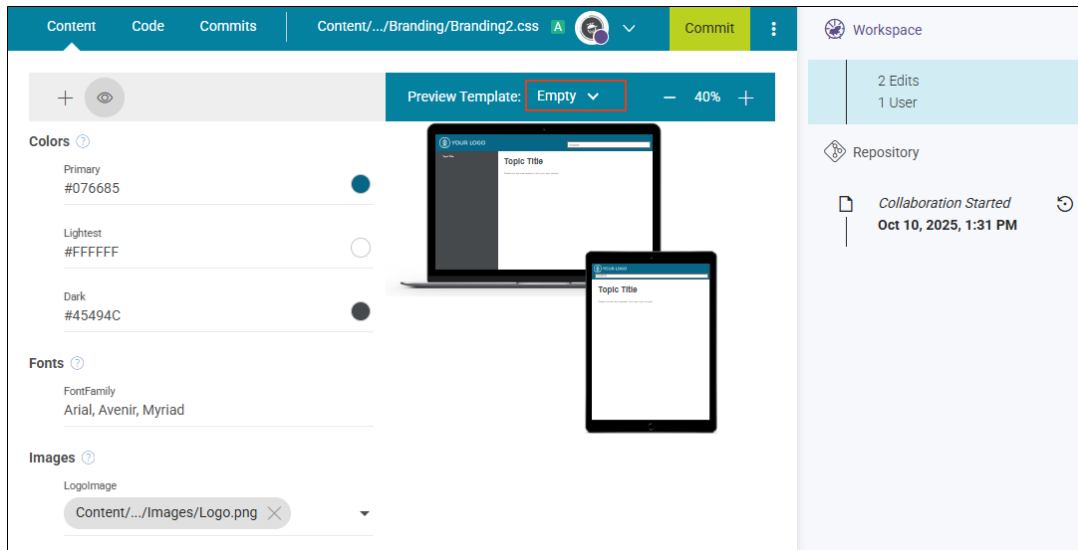 Content Code Commits Content/.../Branding/Branding2.css A Commit
Workspace
2 Edits
1 User
Repository
Collaboration Started
Oct 10, 2025, 1:31 PM
Preview Template: Empty 40%
Colors
Primary
#076685
Lightest
#FFFFFF
Dark
#45494C
Fonts
FontFamily
Arial, Avenir, Myriad
Images
LogoImage
Content/.../Images/Logo.png
YOUR LOGO
Topic Title
YOUR LOGO
Topic Title